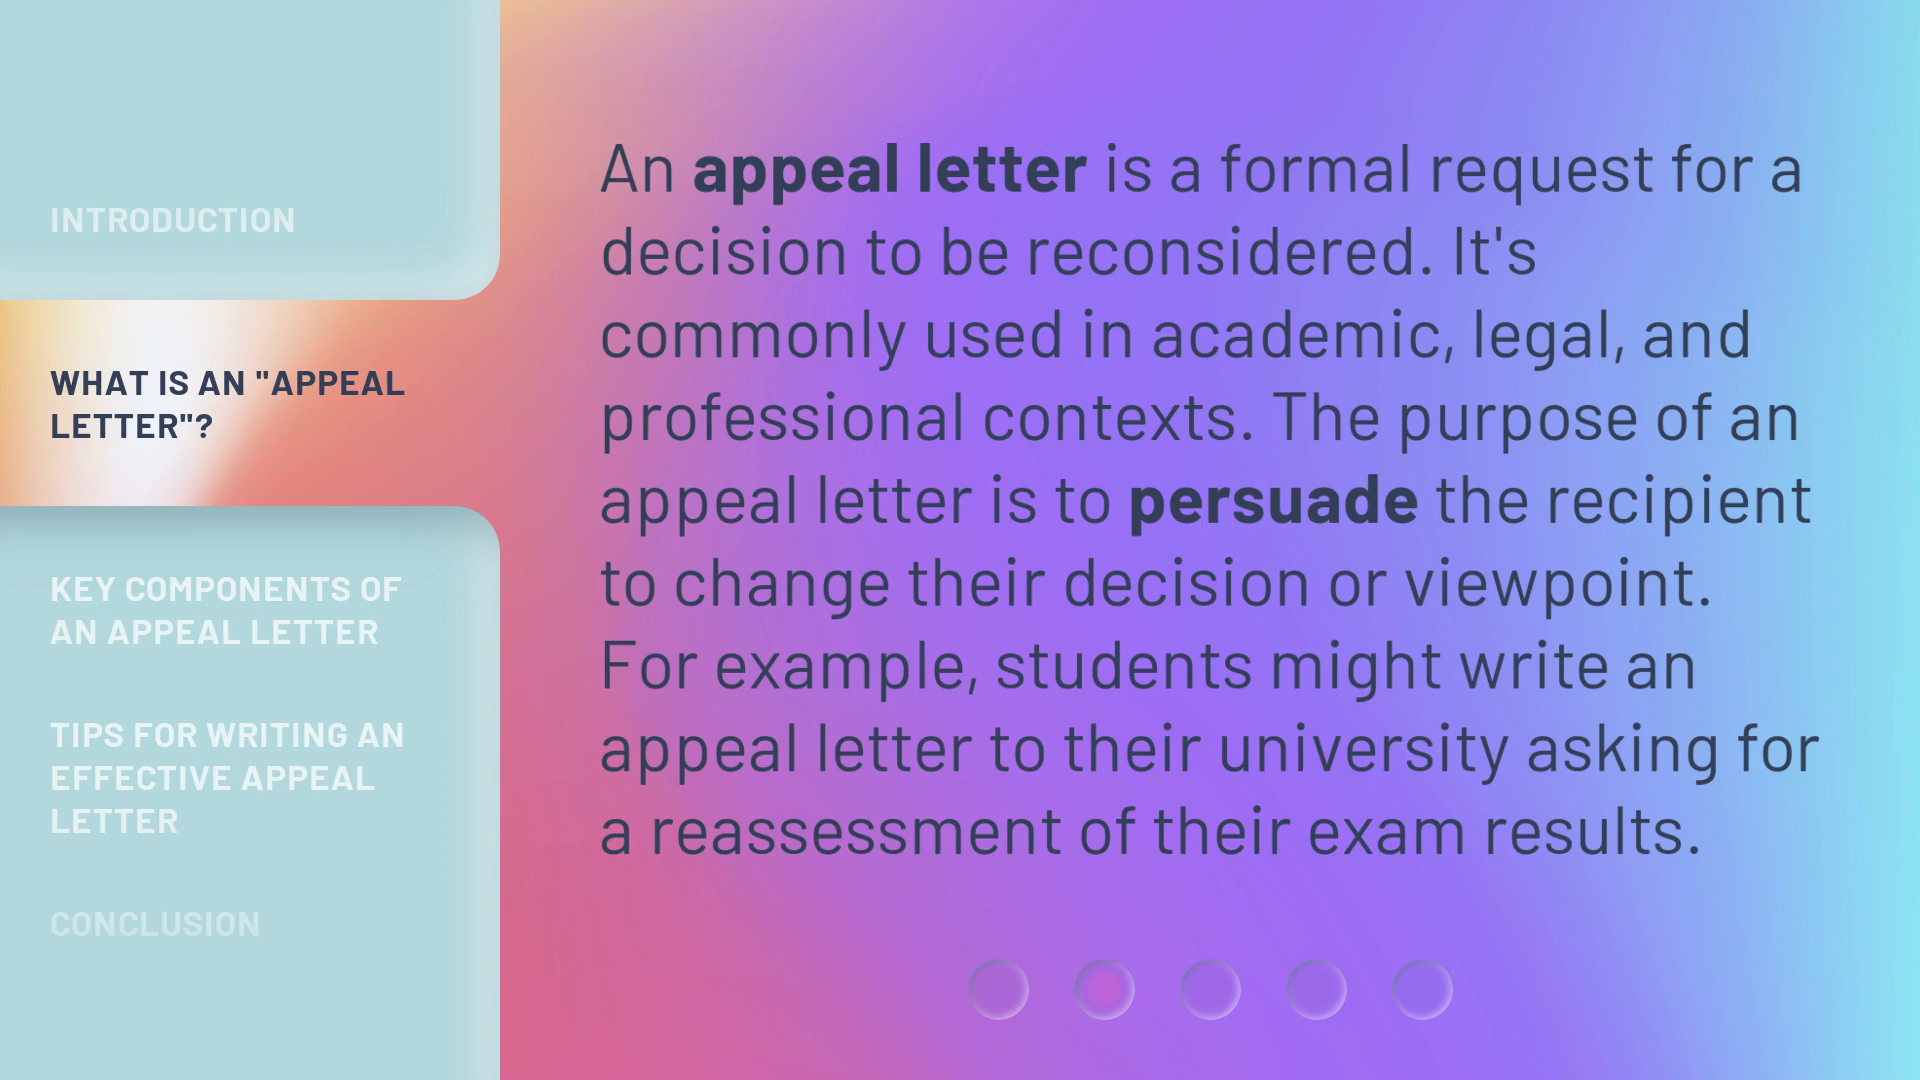 INTRODUCTION
WHAT IS AN "APPEAL
LETTER"?
KEY COMPONENTS OF
AN APPEAL LETTER
TIPS FOR WRITING AN
EFFECTIVE APPEAL
LETTER
CONCLUSION
An appeal letter is a formal request for a
decision to be reconsidered. It's
commonly used in academic, legal, and
professional contexts. The purpose of an
appeal letter is to persuade the recipient
to change their decision or viewpoint.
For example, students might write an
appeal letter to their university asking for
a reassessment of their exam results.